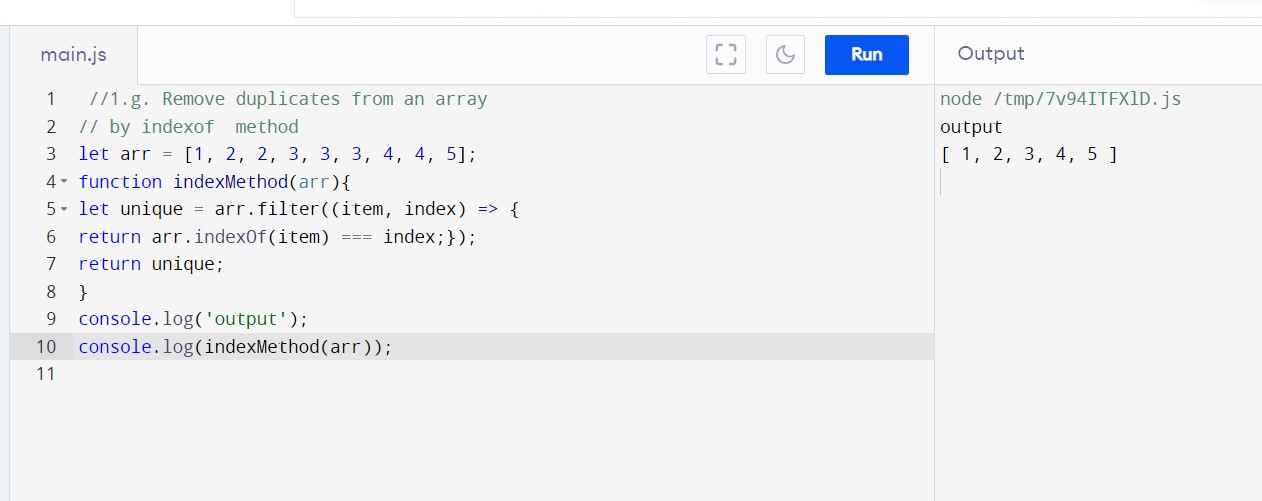 main.js
Run
Output
1 //1.g. Remove duplicates from an array
2 // by indexof  method
3 let arr = [1, 2, 2, 3, 3, 3, 4, 4, 5];
4 function indexMethod(arr){
5 let unique = arr.filter((item, index) => {
6 return arr.indexOf(item) === index;});
7 return unique;
8 }
9 console.log('output');
10 console.log(indexMethod(arr));
11
node /tmp/7v94ITFXlD.js
output
[ 1, 2, 3, 4, 5 ]